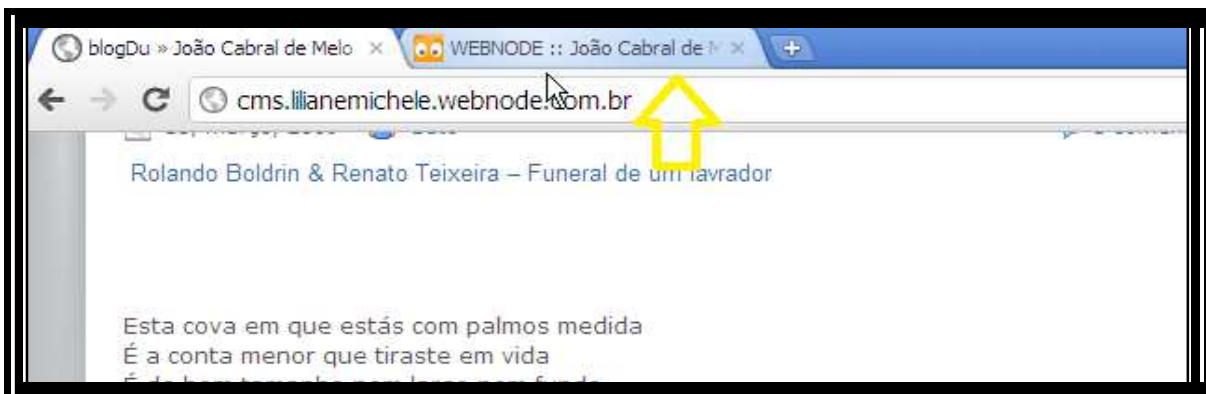 blogDu » João Cabral de Melo
WEBNODE :: João Cabral de M
cms.lilianemichele.webnode.com.br
Rolando Boldrin & Renato Teixeira – Funeral de um lavrador
Esta cova em que estás com palmos medida
É a conta menor que tiraste em vida